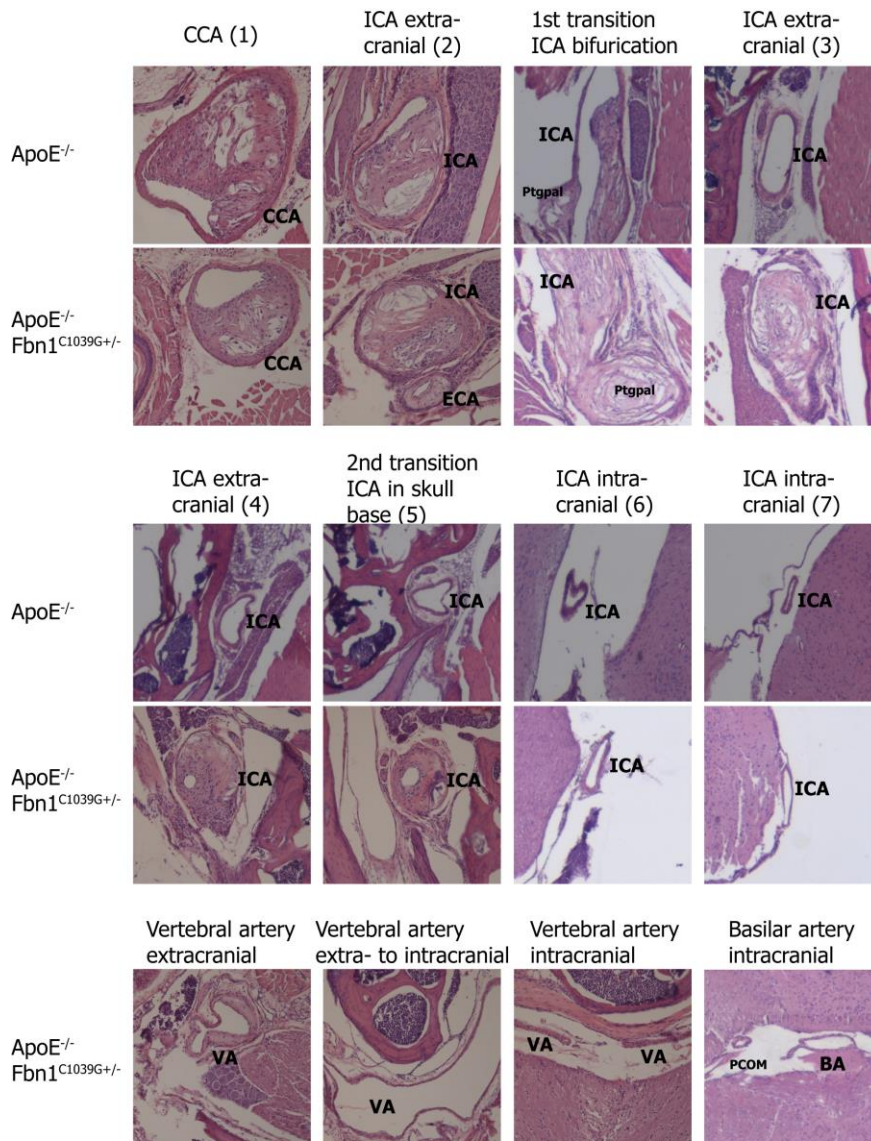 CCA (1)
ICA extra-
cranial (2)
1st transition
ICA bifurication
ICA extra-
cranial (3)
ApoE-/-
CCA
ICA
ICA
Ptgpal
ICA
ApoE-/-
Fbn1C1039G+/-
CCA
ICA
ECA
ICA
Ptgpal
ICA
ICA extra-
cranial (4)
2nd transition
ICA in skull
base (5)
ICA intra-
cranial (6)
ICA intra-
cranial (7)
ApoE-/-
ICA
ICA
ICA
ICA
ApoE-/-
Fbn1C1039G+/-
ICA
ICA
ICA
ICA
Vertebral artery
extracranial
Vertebral artery
extra- to intracranial
Vertebral artery
intracranial
Basilar artery
intracranial
ApoE-/-
Fbn1C1039G+/-
VA
VA
VA
VA
PCOM
BA